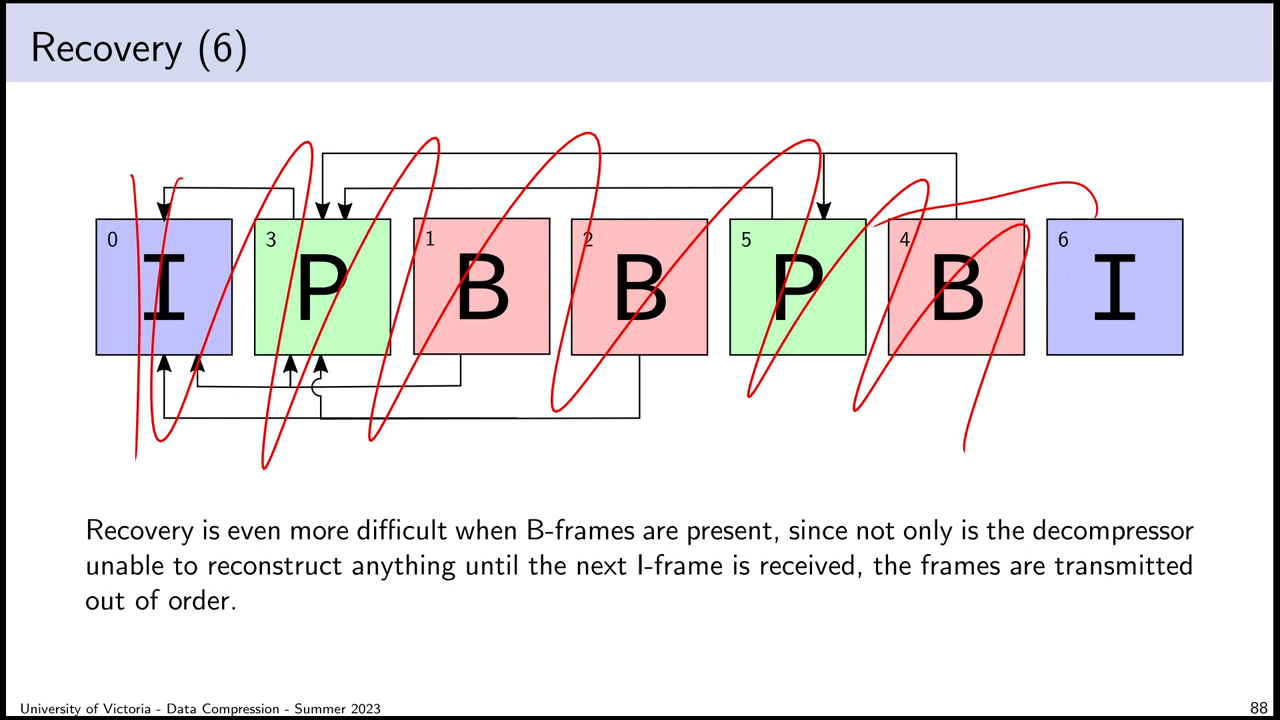 Recovery (6)
0 3 1 2 5 4 6
I P B B P B I
Recovery is even more difficult when B-frames are present, since not only is the decompressor
unable to reconstruct anything until the next I-frame is received, the frames are transmitted
out of order.
University of Victoria - Data Compression - Summer 2023 88